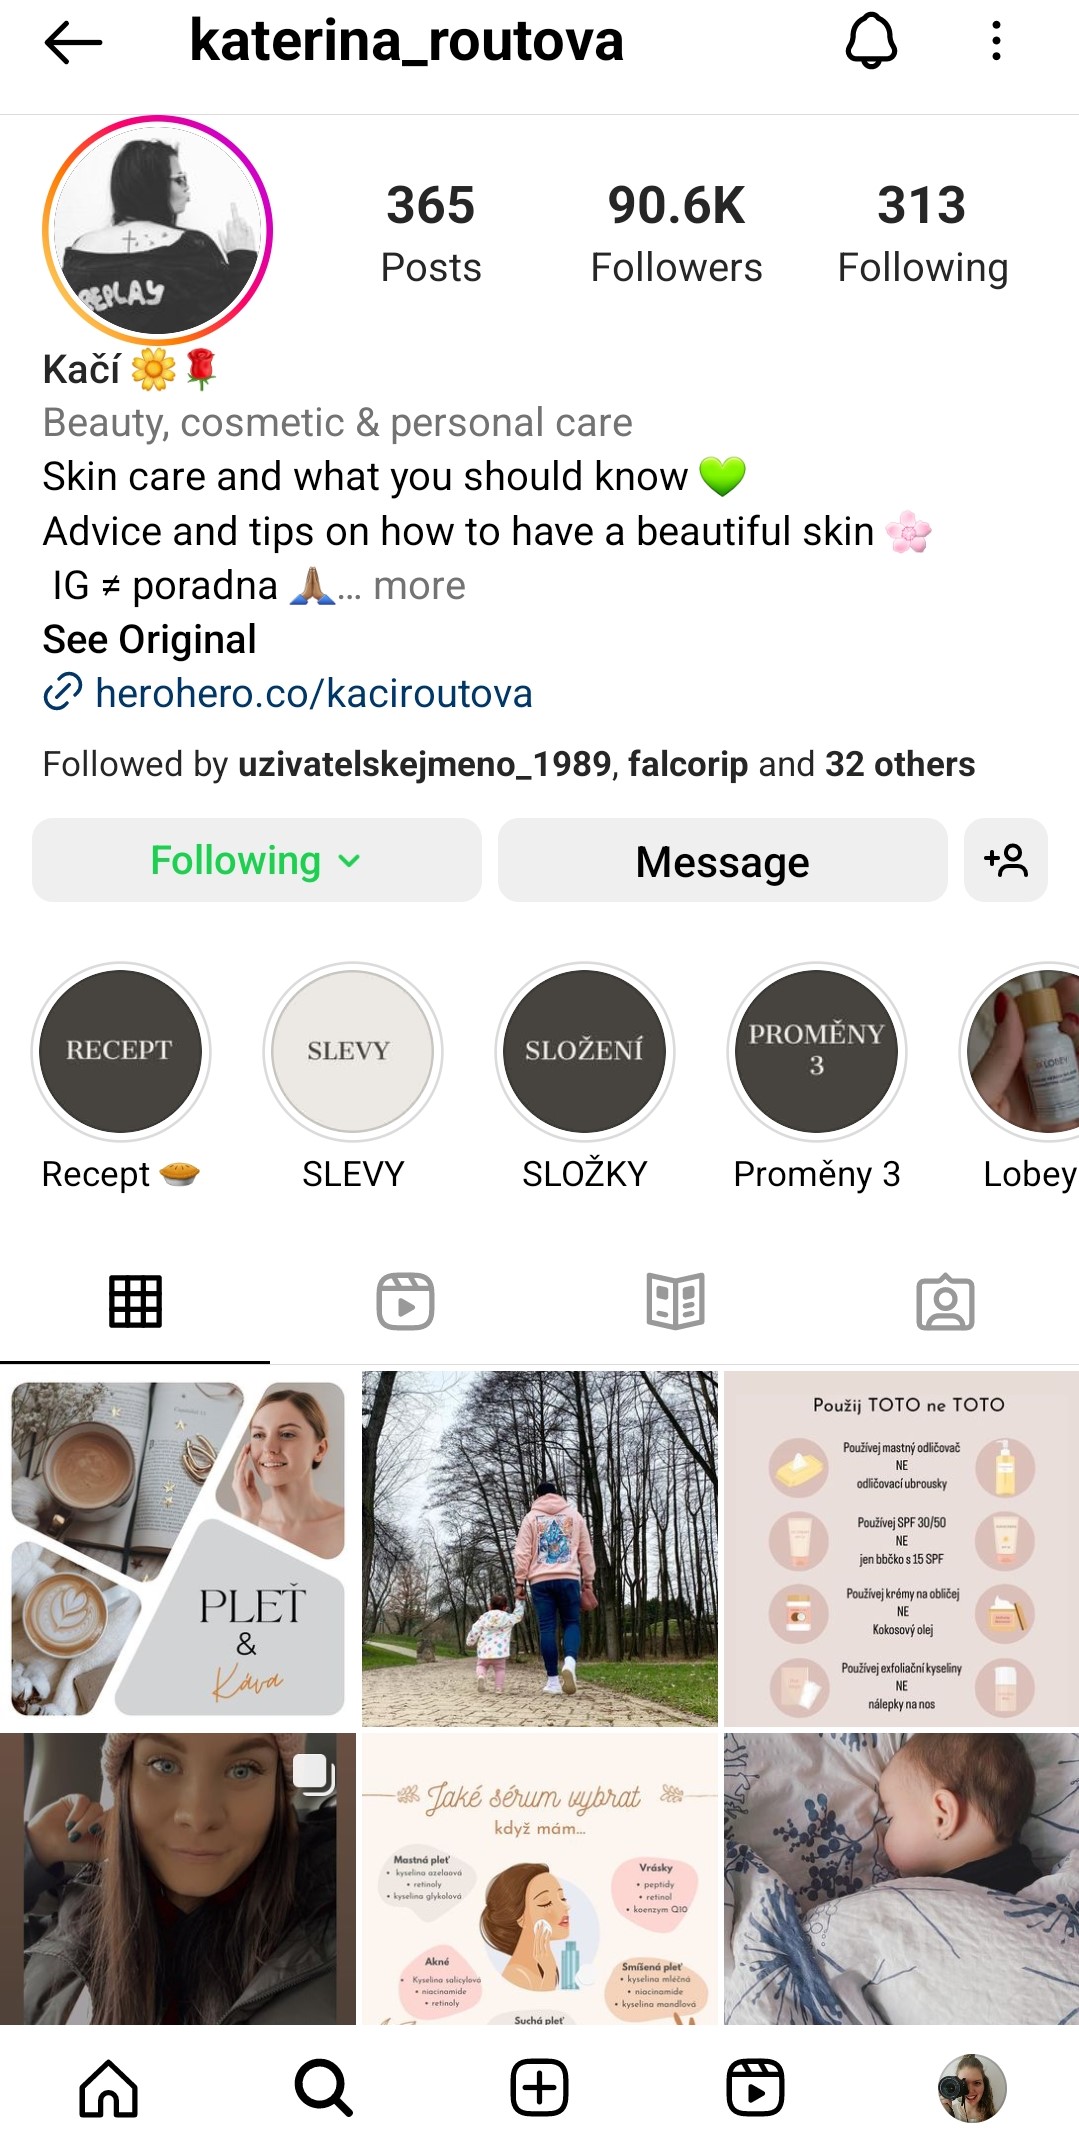 katerina_routova
365
Posts
90.6K
Followers
313
Following
REPLAY
Kačí 🌼🌹
Beauty, cosmetic & personal care
Skin care and what you should know 💚
Advice and tips on how to have a beautiful skin 🌸
IG ≠ poradna 🙏🏽… more
See Original
herohero.co/kaciroutova
Followed by uzivatelskejmeno_1989, falcorip and 32 others
Following
Message
RECEPT
SLEVY
SLOŽENÍ
PROMĚNY
3
LOBEY
Recept 🥧
SLEVY
SLOŽKY
Proměny 3
Lobey
PLEŤ
&
Káva
Použij TOTO ne TOTO
Používej mastný odličovač
NE
odličovací ubrousky
Používej SPF 30/50
NE
jen bbčko s 15 SPF
Používej krémy na obličej
NE
Kokosový olej
Používej exfoliační kyseliny
NE
nálepky na nos
Jaké sérum vybrat
když mám...
Mastná pleť
• kyselina azelaová
• retinoly
• kyselina glykolová
Vrásky
• peptidy
• retinol
• koenzym Q10
Akné
• Kyselina salicylová
• niacinamide
• retinoly
Smíšená pleť
• kyselina mléčná
• niacinamide
• kyselina mandlová
Suchá pleť